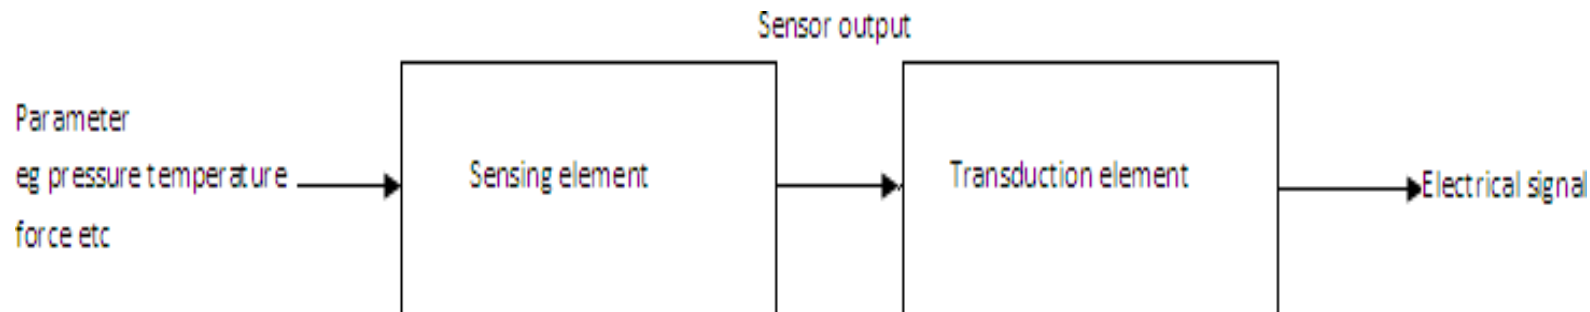 Sensor output
Parameter
eg pressure temperature
force etc
Sensing element
Transduction element
Electrical signal